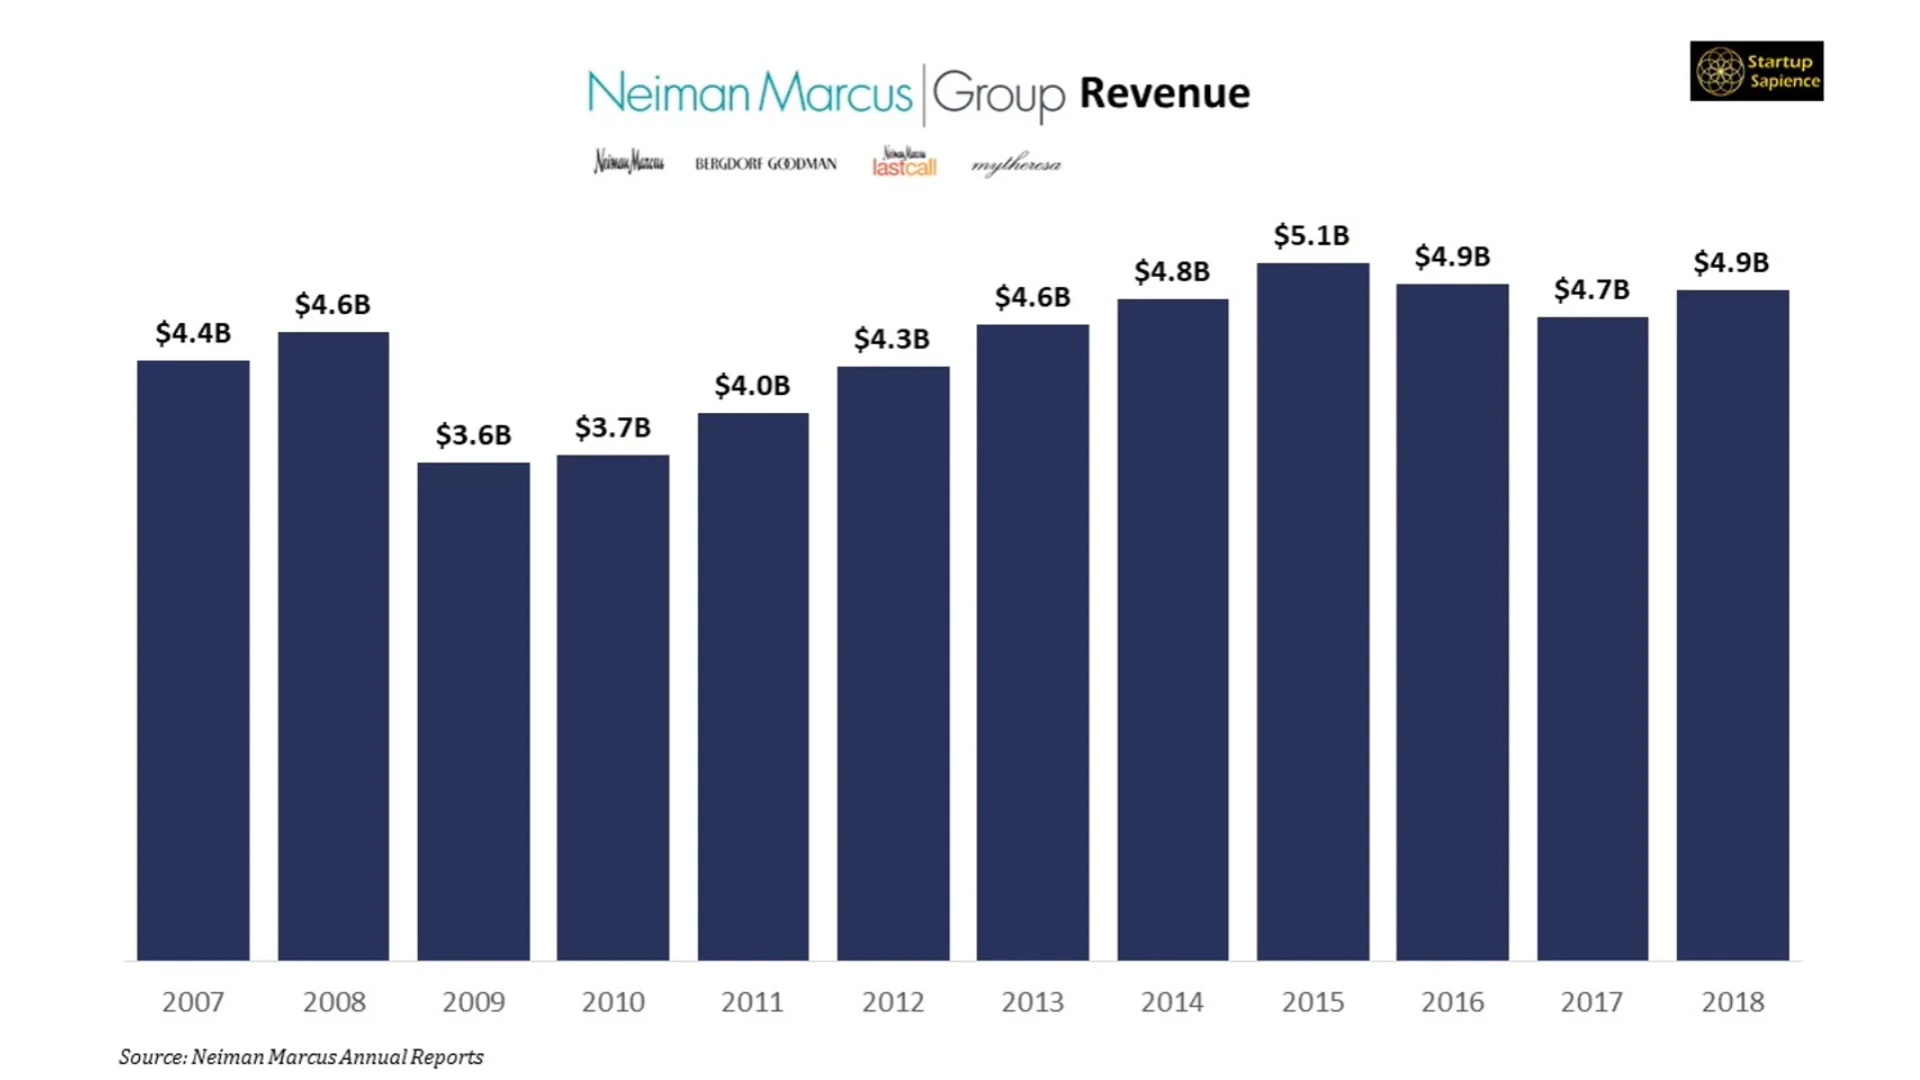 Neiman Marcus | Group Revenue
Startup
Sapience
Neiman Marcus BERGDORF GOODMAN Neiman Marcus lastcall mytheresa
$4.4B $4.6B $3.6B $3.7B $4.0B $4.3B $4.6B $4.8B $5.1B $4.9B $4.7B $4.9B
2007 2008 2009 2010 2011 2012 2013 2014 2015 2016 2017 2018
Source: Neiman Marcus Annual Reports